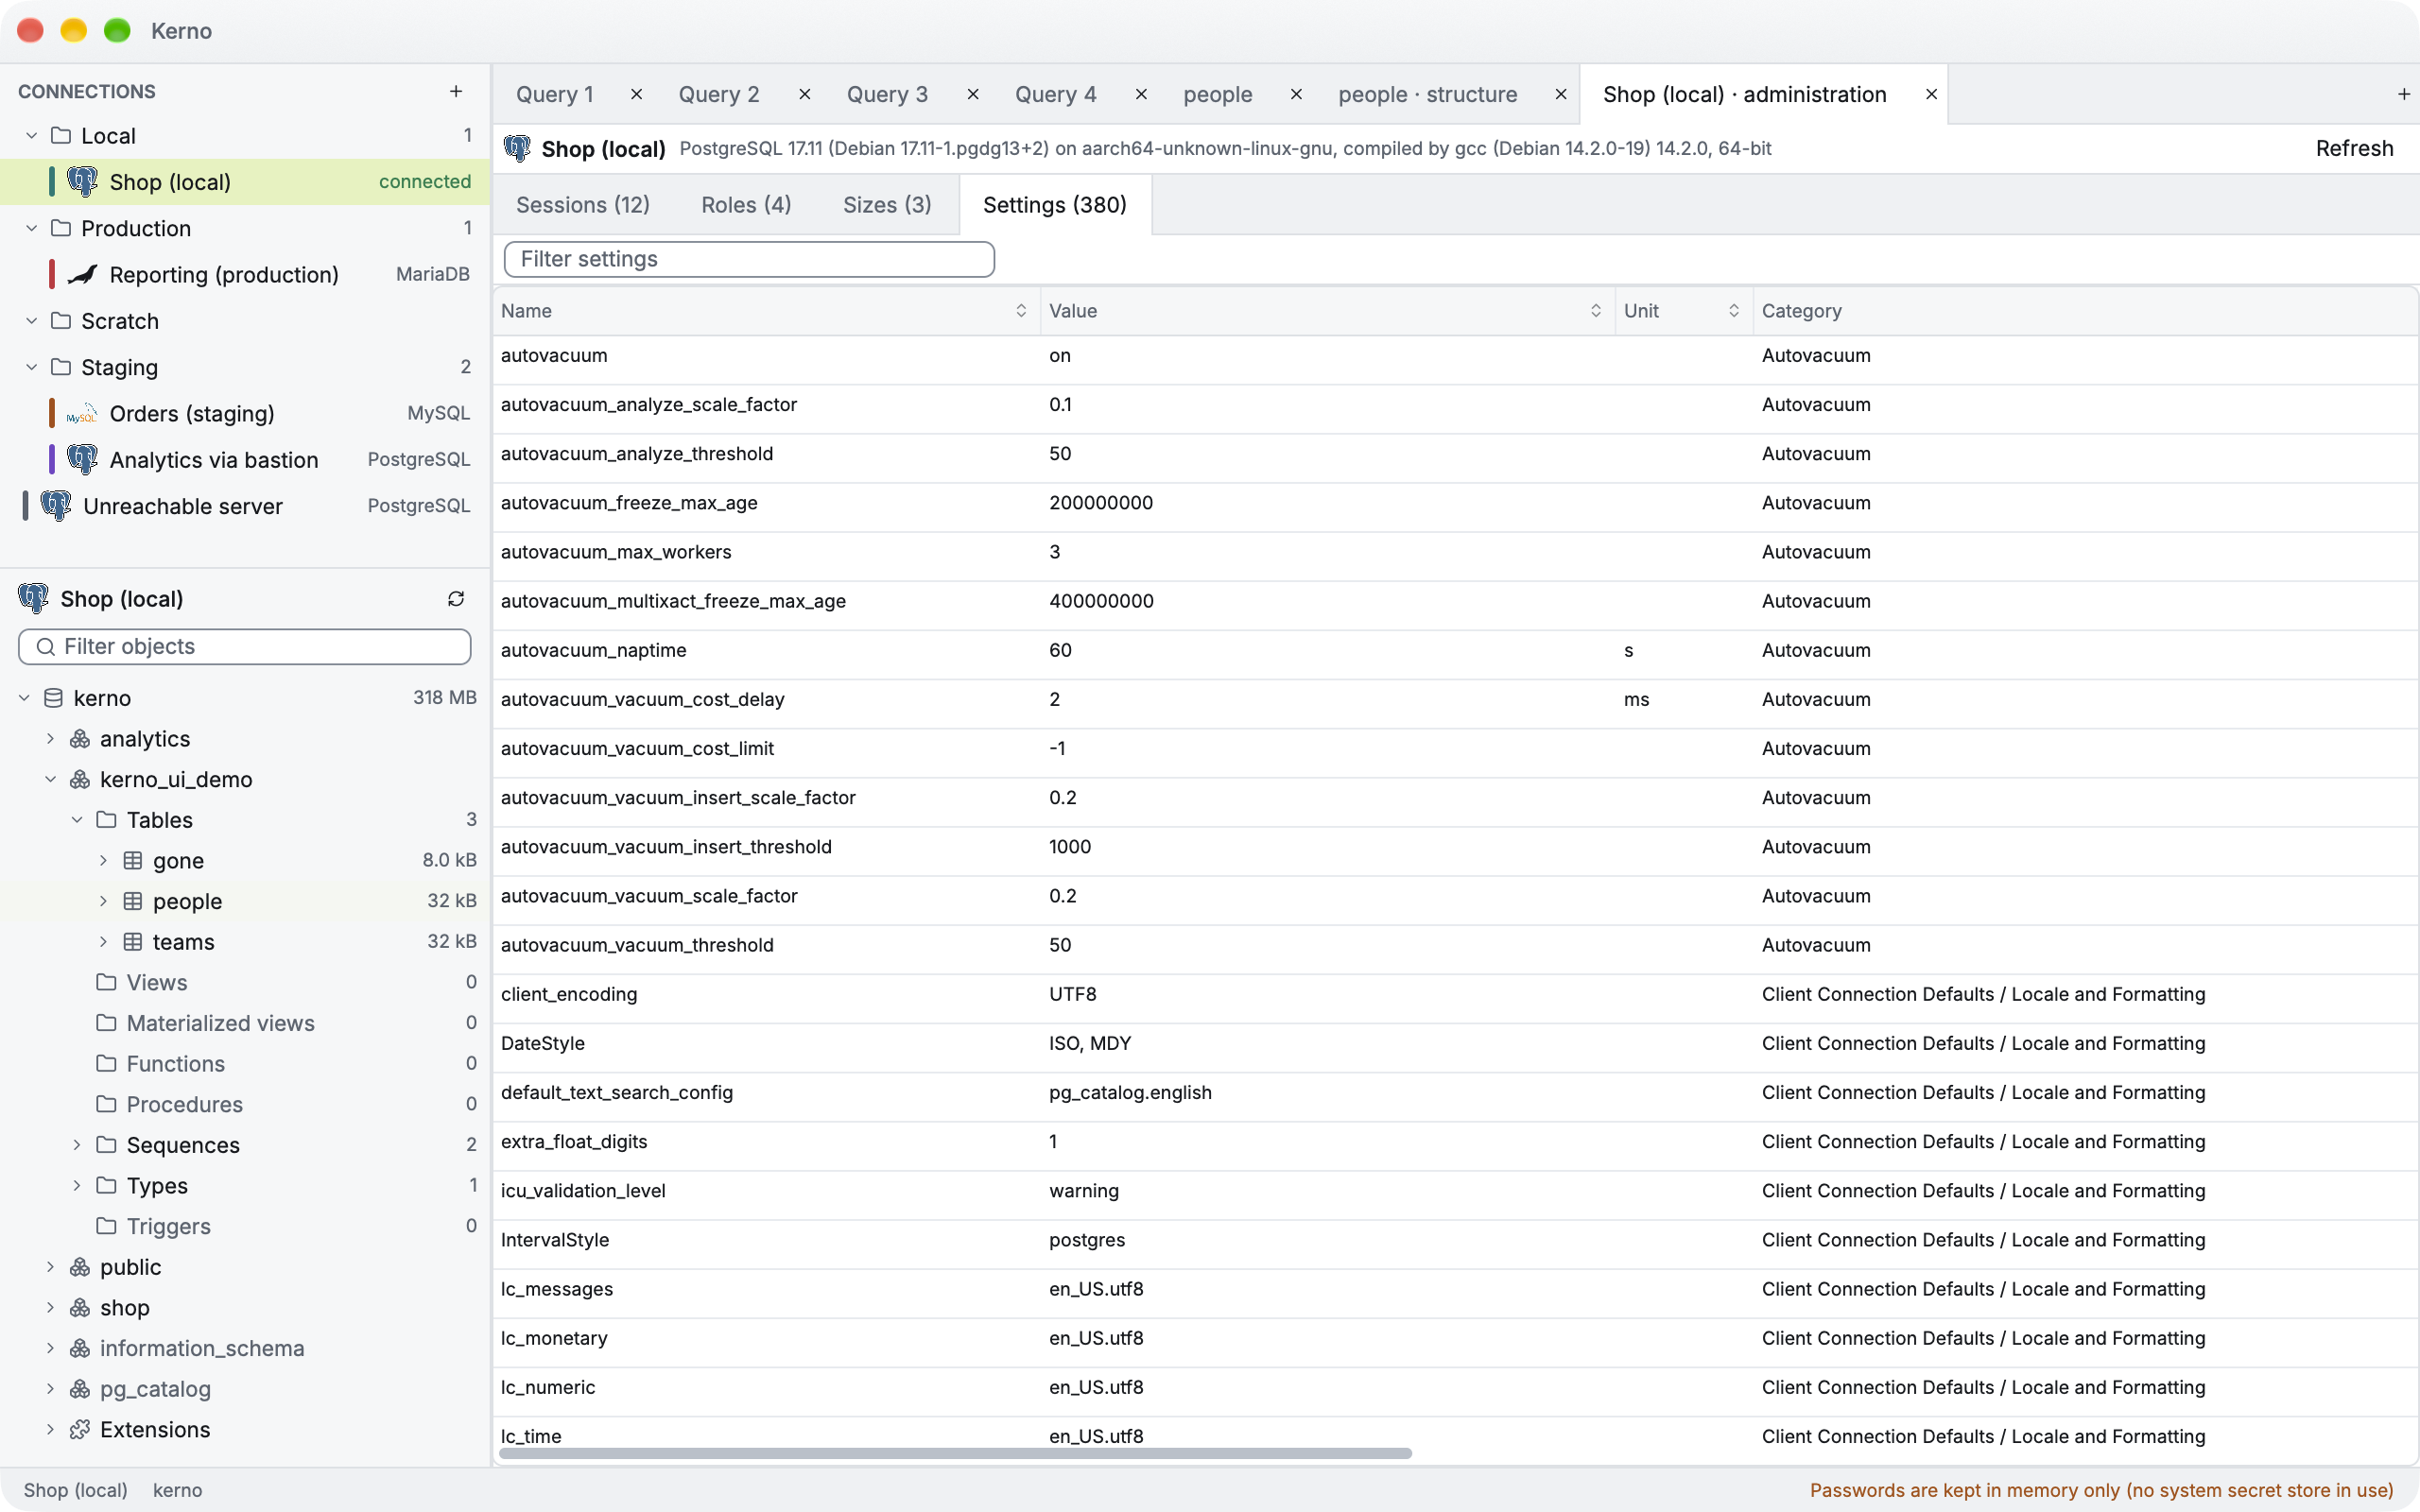 Kerno
CONNECTIONS
Local 1
Shop (local) connected
Production 1
Reporting (production) MariaDB
Scratch
Staging 2
MySQL Orders (staging) MySQL
Analytics via bastion PostgreSQL
Unreachable server PostgreSQL
Shop (local)
Filter objects
kerno 318 MB
analytics
kerno_ui_demo
Tables 3
gone 8.0 kB
people 32 kB
teams 32 kB
Views 0
Materialized views 0
Functions 0
Procedures 0
Sequences 2
Types 1
Triggers 0
public
shop
information_schema
pg_catalog
Extensions
Query 1 Query 2 Query 3 Query 4 people people · structure Shop (local) · administration
Shop (local) PostgreSQL 17.11 (Debian 17.11-1.pgdg13+2) on aarch64-unknown-linux-gnu, compiled by gcc (Debian 14.2.0-19) 14.2.0, 64-bit Refresh
Sessions (12) Roles (4) Sizes (3) Settings (380)
Filter settings
Name Value Unit Category
autovacuum on Autovacuum
autovacuum_analyze_scale_factor 0.1 Autovacuum
autovacuum_analyze_threshold 50 Autovacuum
autovacuum_freeze_max_age 200000000 Autovacuum
autovacuum_max_workers 3 Autovacuum
autovacuum_multixact_freeze_max_age 400000000 Autovacuum
autovacuum_naptime 60 s Autovacuum
autovacuum_vacuum_cost_delay 2 ms Autovacuum
autovacuum_vacuum_cost_limit -1 Autovacuum
autovacuum_vacuum_insert_scale_factor 0.2 Autovacuum
autovacuum_vacuum_insert_threshold 1000 Autovacuum
autovacuum_vacuum_scale_factor 0.2 Autovacuum
autovacuum_vacuum_threshold 50 Autovacuum
client_encoding UTF8 Client Connection Defaults / Locale and Formatting
DateStyle ISO, MDY Client Connection Defaults / Locale and Formatting
default_text_search_config pg_catalog.english Client Connection Defaults / Locale and Formatting
extra_float_digits 1 Client Connection Defaults / Locale and Formatting
icu_validation_level warning Client Connection Defaults / Locale and Formatting
IntervalStyle postgres Client Connection Defaults / Locale and Formatting
lc_messages en_US.utf8 Client Connection Defaults / Locale and Formatting
lc_monetary en_US.utf8 Client Connection Defaults / Locale and Formatting
lc_numeric en_US.utf8 Client Connection Defaults / Locale and Formatting
lc_time en_US.utf8 Client Connection Defaults / Locale and Formatting
Shop (local) kerno Passwords are kept in memory only (no system secret store in use)